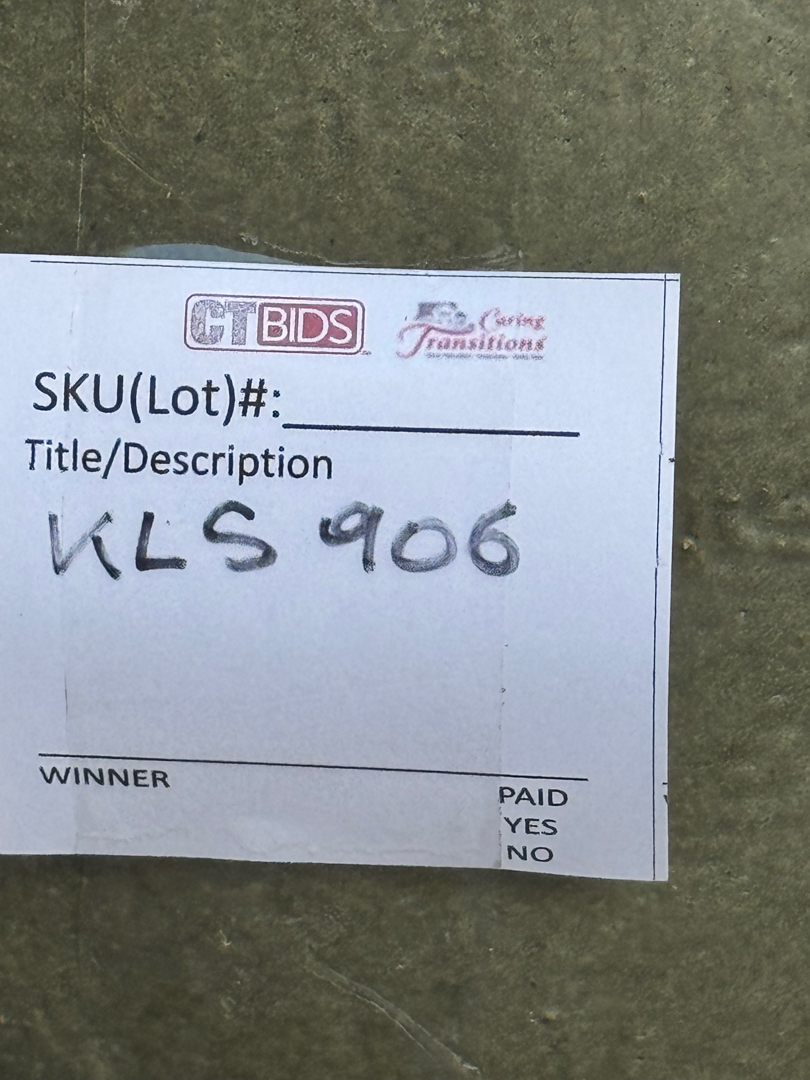 CTBIDS
Caring
Transitions
SKU(Lot)#:
Title/Description
KLS 906
WINNER
PAID
YES
NO